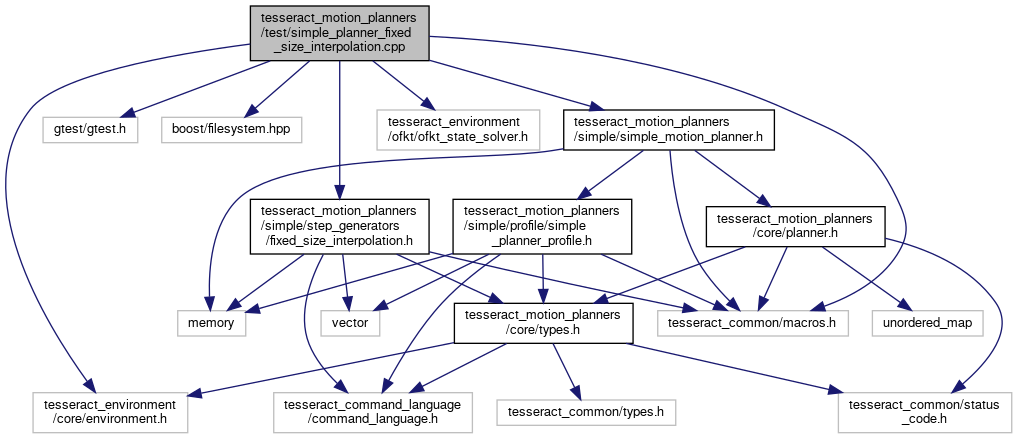 tesseract_motion_planners
/test/simple_planner_fixed
_size_interpolation.cpp
gtest/gtest.h
boost/filesystem.hpp
tesseract_environment
/ofkt/ofkt_state_solver.h
tesseract_motion_planners
/simple/simple_motion_planner.h
tesseract_motion_planners
/simple/step_generators
/fixed_size_interpolation.h
tesseract_motion_planners
/simple/profile/simple
_planner_profile.h
tesseract_motion_planners
/core/planner.h
memory
vector
tesseract_motion_planners
/core/types.h
tesseract_common/macros.h
unordered_map
tesseract_environment
/core/environment.h
tesseract_command_language
/command_language.h
tesseract_common/types.h
tesseract_common/status
_code.h